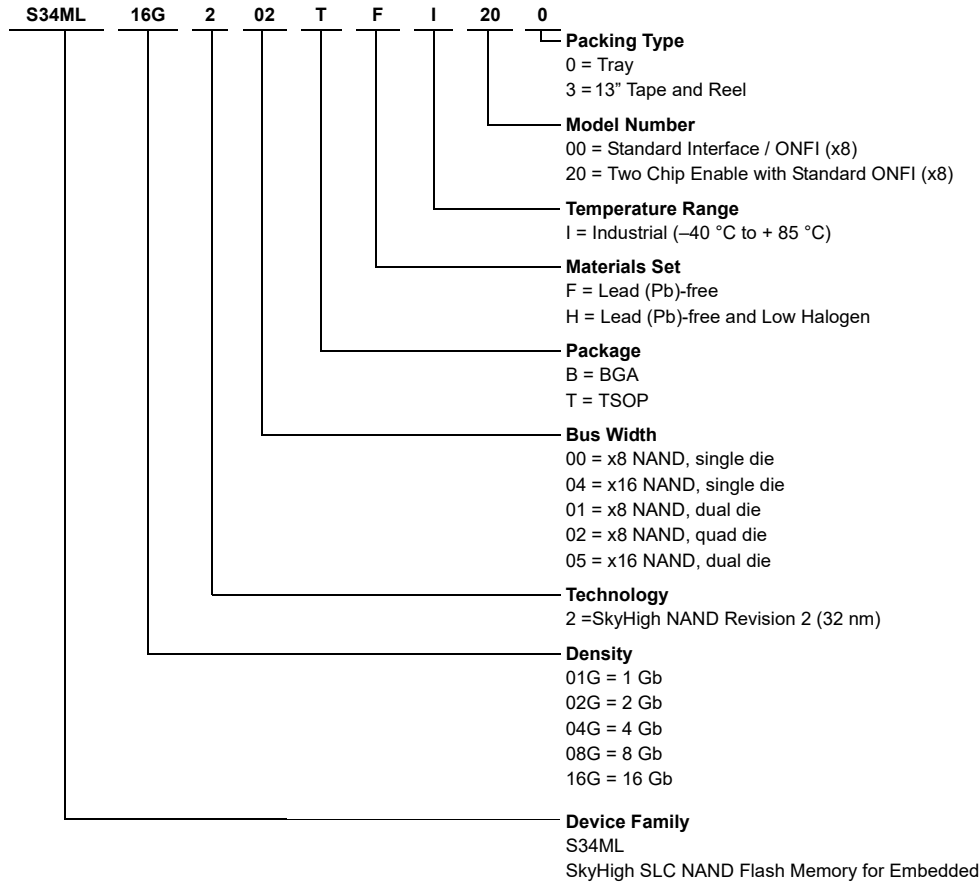 S34ML 16G 2 02 T F I 20 0
Packing Type
0 = Tray
3 = 13” Tape and Reel
Model Number
00 = Standard Interface / ONFI (x8)
20 = Two Chip Enable with Standard ONFI (x8)
Temperature Range
I = Industrial (–40 °C to + 85 °C)
Materials Set
F = Lead (Pb)-free
H = Lead (Pb)-free and Low Halogen
Package
B = BGA
T = TSOP
Bus Width
00 = x8 NAND, single die
04 = x16 NAND, single die
01 = x8 NAND, dual die
02 = x8 NAND, quad die
05 = x16 NAND, dual die
Technology
2 =SkyHigh NAND Revision 2 (32 nm)
Density
01G = 1 Gb
02G = 2 Gb
04G = 4 Gb
08G = 8 Gb
16G = 16 Gb
Device Family
S34ML
SkyHigh SLC NAND Flash Memory for Embedded